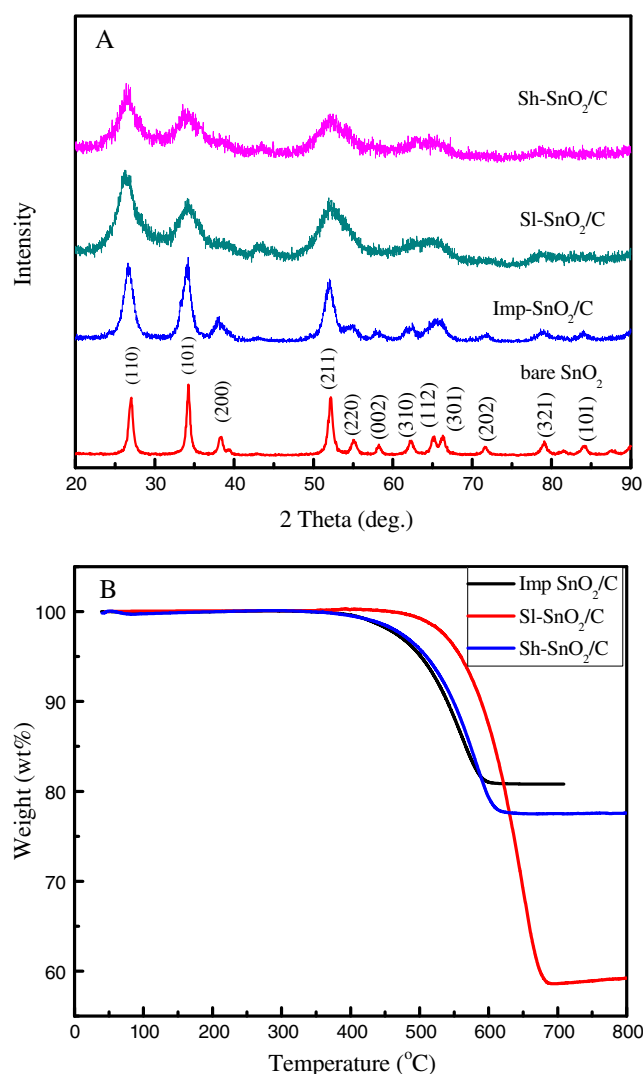 A
Sh-SnO₂/C
Sl-SnO₂/C
Imp-SnO₂/C
bare SnO₂
(110)
(101)
(200)
(211)
(220)
(002)
(310)
(112)
(301)
(202)
(321)
(101)
Intensity
20 30 40 50 60 70 80 90
2 Theta (deg.)
B
Imp SnO₂/C
Sl-SnO₂/C
Sh-SnO₂/C
100
90
80
70
60
Weight (wt%)
0 100 200 300 400 500 600 700 800
Temperature (°C)